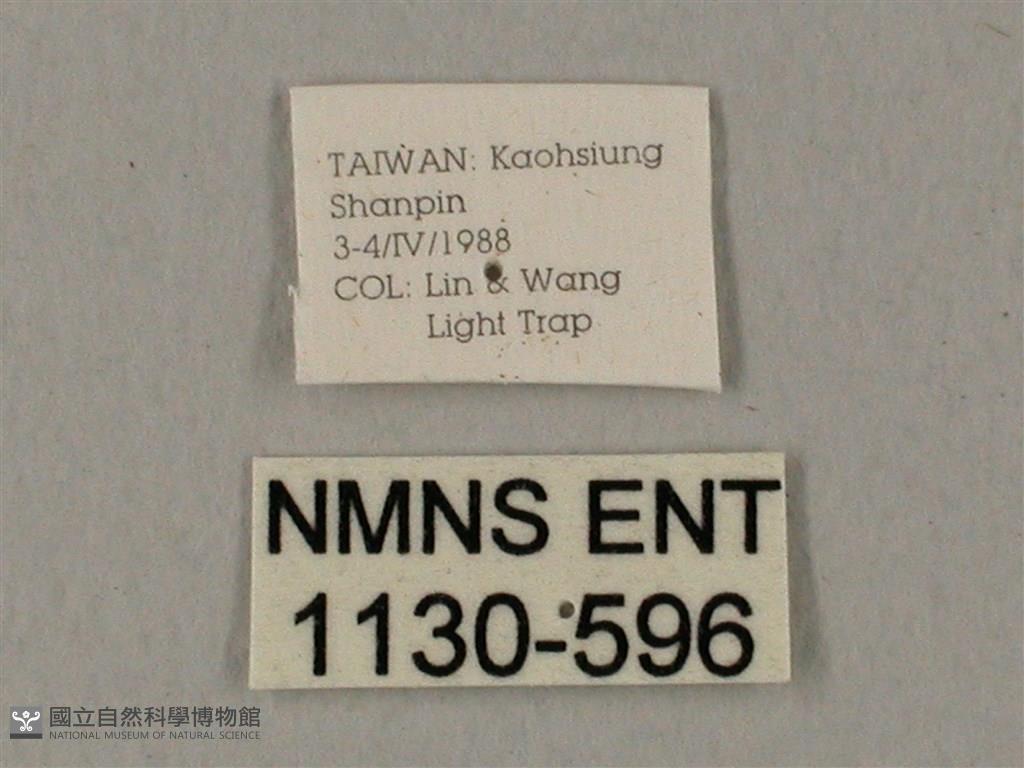 TAIWAN: Kaohsiung
Shanpin
3-4/IV/1988
COL: Lin & Wang
Light Trap
NMNS ENT
1130-596
國立自然科學博物館
NATIONAL MUSEUM OF NATURAL SCIENCE